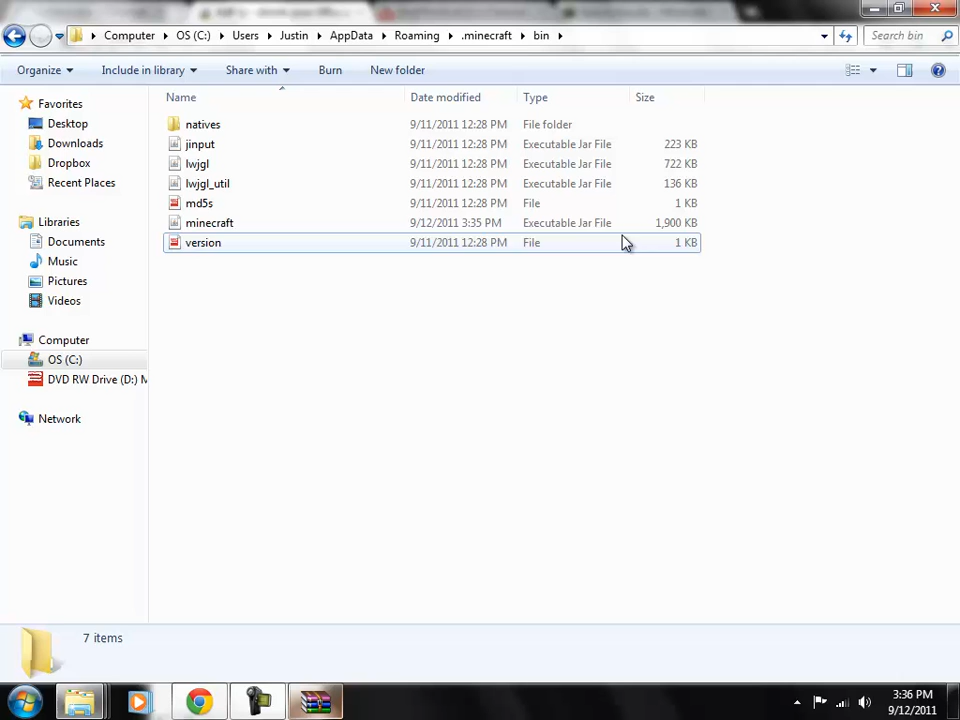 Computer OS (C:) Users Justin AppData Roaming .minecraft bin Search bin
Organize Include in library Share with Burn New folder
Name Date modified Type Size
Favorites
Desktop
Downloads
Dropbox
Recent Places
Libraries
Documents
Music
Pictures
Videos
Computer
OS (C:)
DVD RW Drive (D:) M
Network
natives 9/11/2011 12:28 PM File folder
jinput 9/11/2011 12:28 PM Executable Jar File 223 KB
lwjgl 9/11/2011 12:28 PM Executable Jar File 722 KB
lwjgl_util 9/11/2011 12:28 PM Executable Jar File 136 KB
md5s 9/11/2011 12:28 PM File 1 KB
minecraft 9/12/2011 3:35 PM Executable Jar File 1,900 KB
version 9/11/2011 12:28 PM File 1 KB
7 items
3:36 PM
9/12/2011